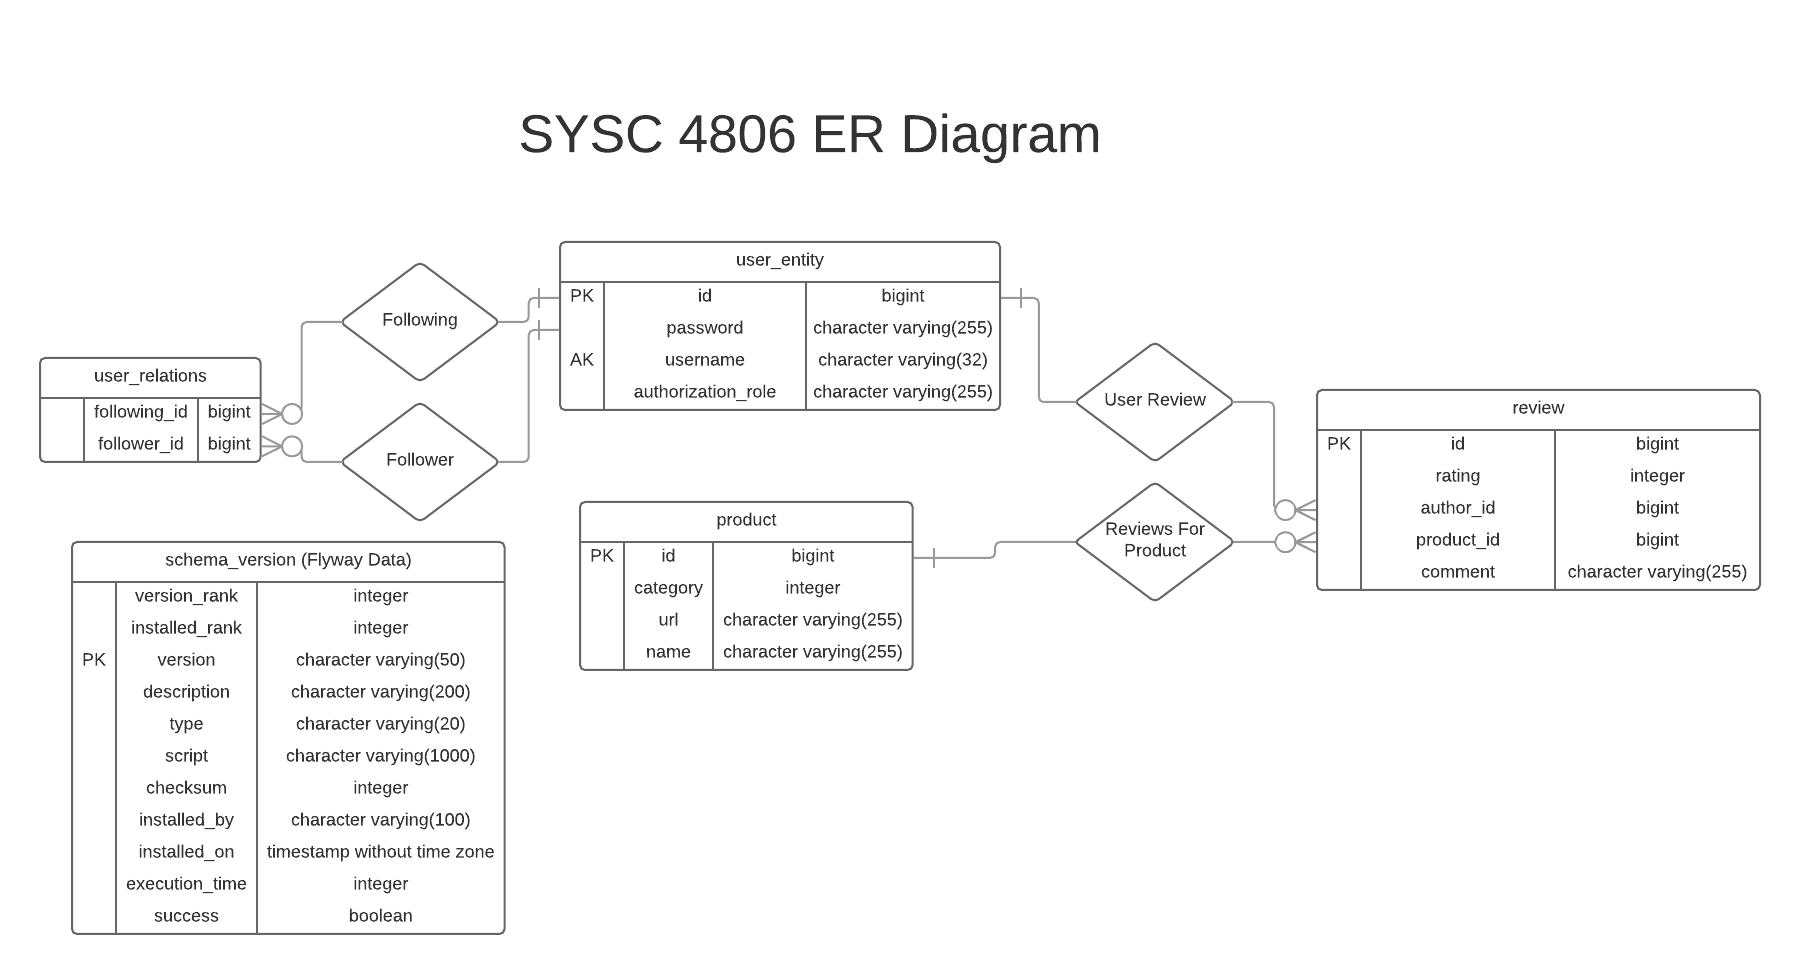 SYSC 4806 ER Diagram
user_entity
PK id bigint
password character varying(255)
AK username character varying(32)
authorization_role character varying(255)
Following
Follower
user_relations
following_id bigint
follower_id bigint
User Review
Reviews For
Product
review
PK id bigint
rating integer
author_id bigint
product_id bigint
comment character varying(255)
product
PK id bigint
category integer
url character varying(255)
name character varying(255)
schema_version (Flyway Data)
version_rank integer
installed_rank integer
PK version character varying(50)
description character varying(200)
type character varying(20)
script character varying(1000)
checksum integer
installed_by character varying(100)
installed_on timestamp without time zone
execution_time integer
success boolean